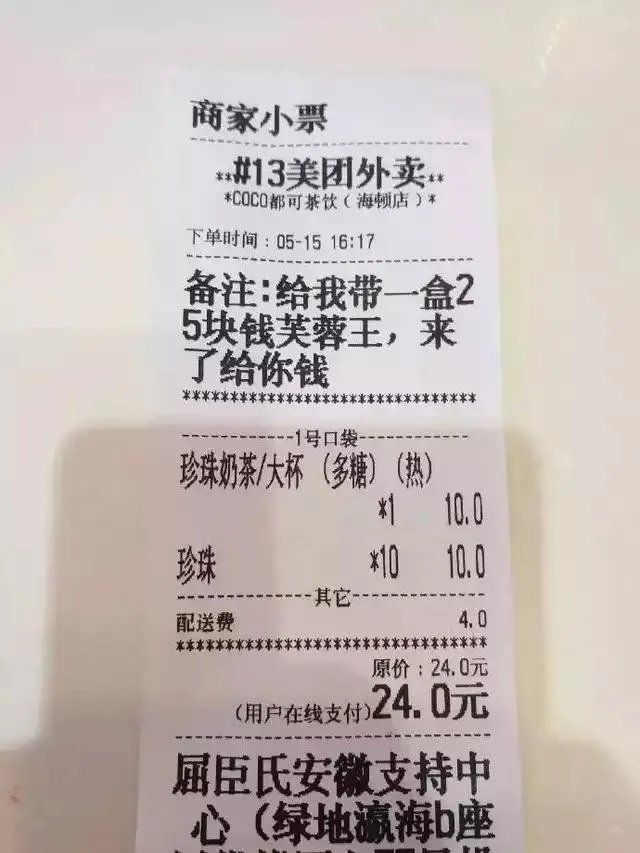 商家小票
**#13美团外卖**
*COCO都可茶饮(海顿店)*
下单时间:05-15 16:17
备注:给我带一盒2
5块钱芙蓉王，来
了给你钱
********************************
------------1号口袋------------
珍珠奶茶/大杯 (多糖) (热)
*1 10.0
珍珠 *10 10.0
--------------其它--------------
配送费 4.0
********************************
原价:24.0元
(用户在线支付)24.0元
屈臣氏安徽支持中
心(绿地瀛海b座